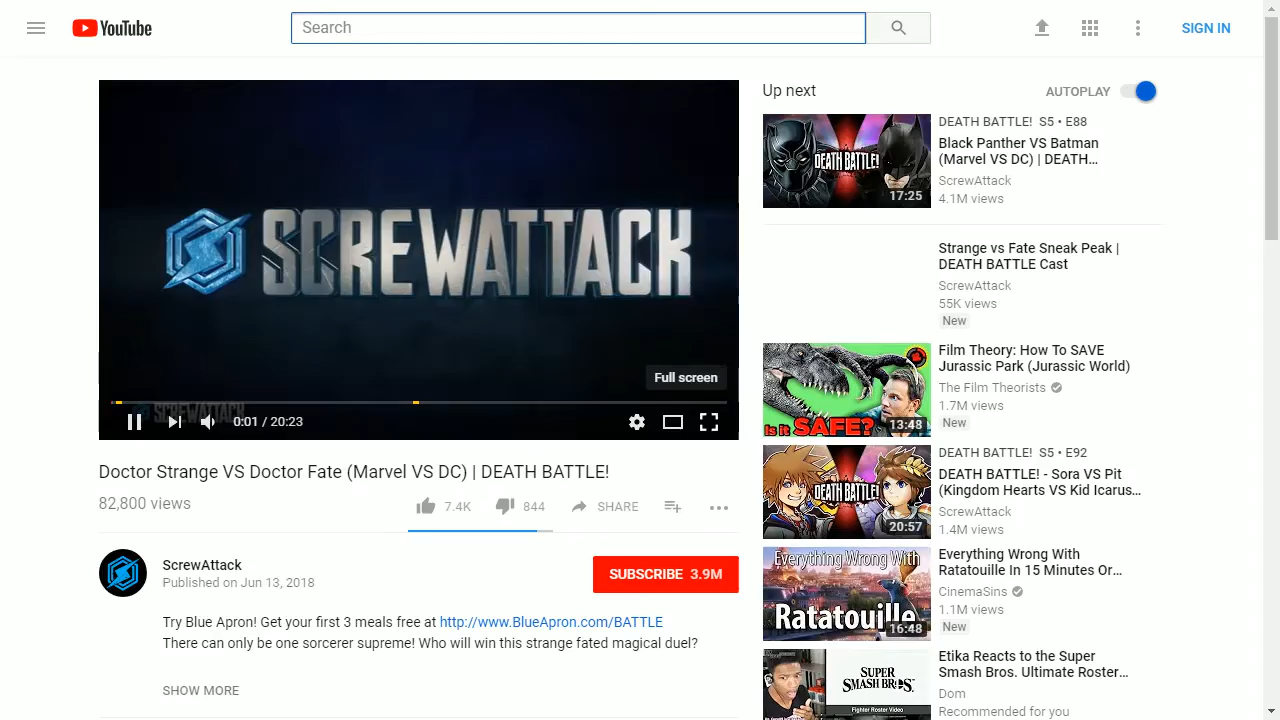 YouTube
Search
SIGN IN
SCREWATTACK
Full screen
0:01 / 20:23
Doctor Strange VS Doctor Fate (Marvel VS DC) | DEATH BATTLE!
82,800 views
7.4K
844
SHARE
ScrewAttack
Published on Jun 13, 2018
SUBSCRIBE 3.9M
Try Blue Apron! Get your first 3 meals free at http://www.BlueApron.com/BATTLE
There can only be one sorcerer supreme! Who will win this strange fated magical duel?
SHOW MORE
Up next
AUTOPLAY
DEATH BATTLE!
17:25
DEATH BATTLE! S5 • E88
Black Panther VS Batman
(Marvel VS DC) | DEATH…
ScrewAttack
4.1M views
Strange vs Fate Sneak Peak |
DEATH BATTLE Cast
ScrewAttack
55K views
New
is it SAFE?
13:48
Film Theory: How To SAVE
Jurassic Park (Jurassic World)
The Film Theorists
1.7M views
New
DEATH BATTLE!
20:57
DEATH BATTLE! S5 • E92
DEATH BATTLE! - Sora VS Pit
(Kingdom Hearts VS Kid Icarus…
ScrewAttack
1.4M views
Everything Wrong With
Ratatouille
16:48
Everything Wrong With
Ratatouille In 15 Minutes Or…
CinemaSins
1.1M views
New
SUPER
SMASH BROS.
Fighter Roster Video
Etika Reacts to the Super
Smash Bros. Ultimate Roster…
Dom
Recommended for you